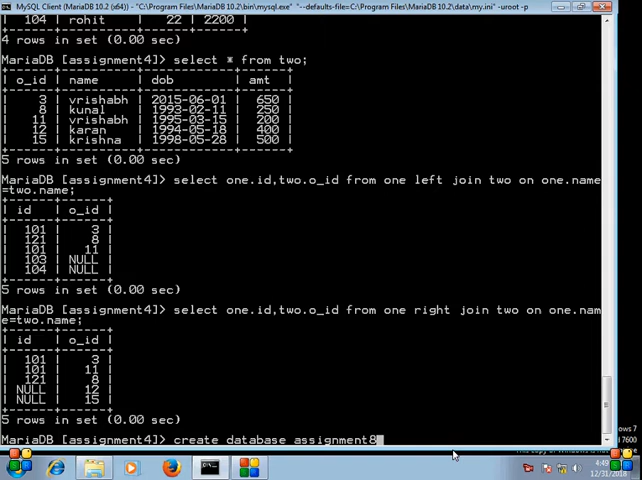 MySQL Client (MariaDB 10.2 (x64)) - "C:\Program Files\MariaDB 10.2\bin\mysql.exe" "--defaults-file=C:\Program Files\MariaDB 10.2\data\my.ini" -uroot -p
| 104 | rohit | 22 | 2200 |
4 rows in set (0.00 sec)
MariaDB [assignment4]> select * from two;
| o_id | name | dob | amt |
| 3 | vrishabh | 2015-06-01 | 650 |
| 8 | kunal | 1993-02-11 | 250 |
| 11 | vrishabh | 1995-03-15 | 200 |
| 12 | karan | 1994-05-18 | 400 |
| 15 | krishna | 1998-05-28 | 500 |
5 rows in set (0.00 sec)
MariaDB [assignment4]> select one.id,two.o_id from one left join two on one.name
=two.name;
| id | o_id |
| 101 | 3 |
| 121 | 8 |
| 101 | 11 |
| 103 | NULL |
| 104 | NULL |
5 rows in set (0.00 sec)
MariaDB [assignment4]> select one.id,two.o_id from one right join two on one.nam
e=two.name;
| id | o_id |
| 101 | 3 |
| 101 | 11 |
| 121 | 8 |
| NULL | 12 |
| NULL | 15 |
5 rows in set (0.00 sec)
MariaDB [assignment4]> create database assignment8
ows 7
7600
4:49
12/31/2018